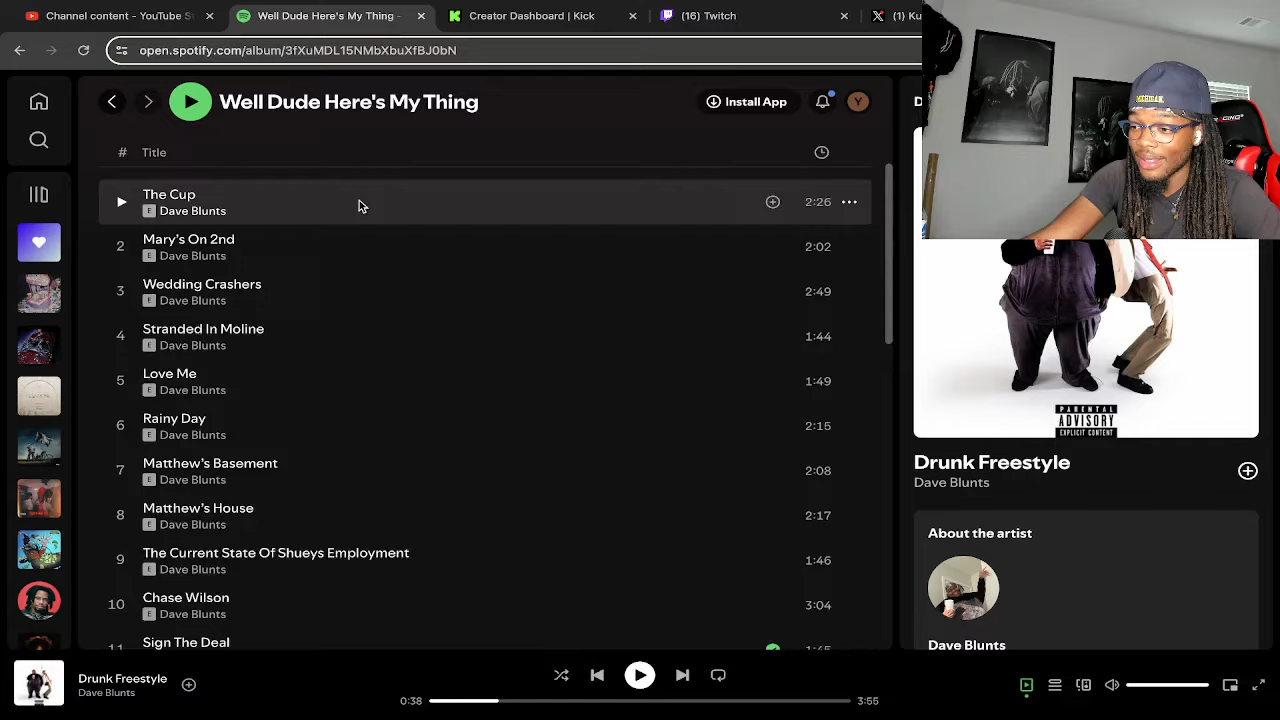 Channel content - YouTube S
Well Dude Here's My Thing -
Creator Dashboard | Kick
(16) Twitch
(1) Ku
open.spotify.com/album/3fXuMDL15NMbXbuXfBJ0bN
Well Dude Here's My Thing
Install App
Y
# Title
The Cup
E Dave Blunts
2:26
2 Mary's On 2nd
E Dave Blunts
2:02
3 Wedding Crashers
E Dave Blunts
2:49
4 Stranded In Moline
E Dave Blunts
1:44
5 Love Me
E Dave Blunts
1:49
6 Rainy Day
E Dave Blunts
2:15
7 Matthew's Basement
E Dave Blunts
2:08
8 Matthew's House
E Dave Blunts
2:17
9 The Current State Of Shueys Employment
E Dave Blunts
1:46
10 Chase Wilson
E Dave Blunts
3:04
11 Sign The Deal
1:45
PARENTAL
ADVISORY
EXPLICIT CONTENT
Drunk Freestyle
Dave Blunts
About the artist
Dave Blunts
Drunk Freestyle
Dave Blunts
0:38
3:55